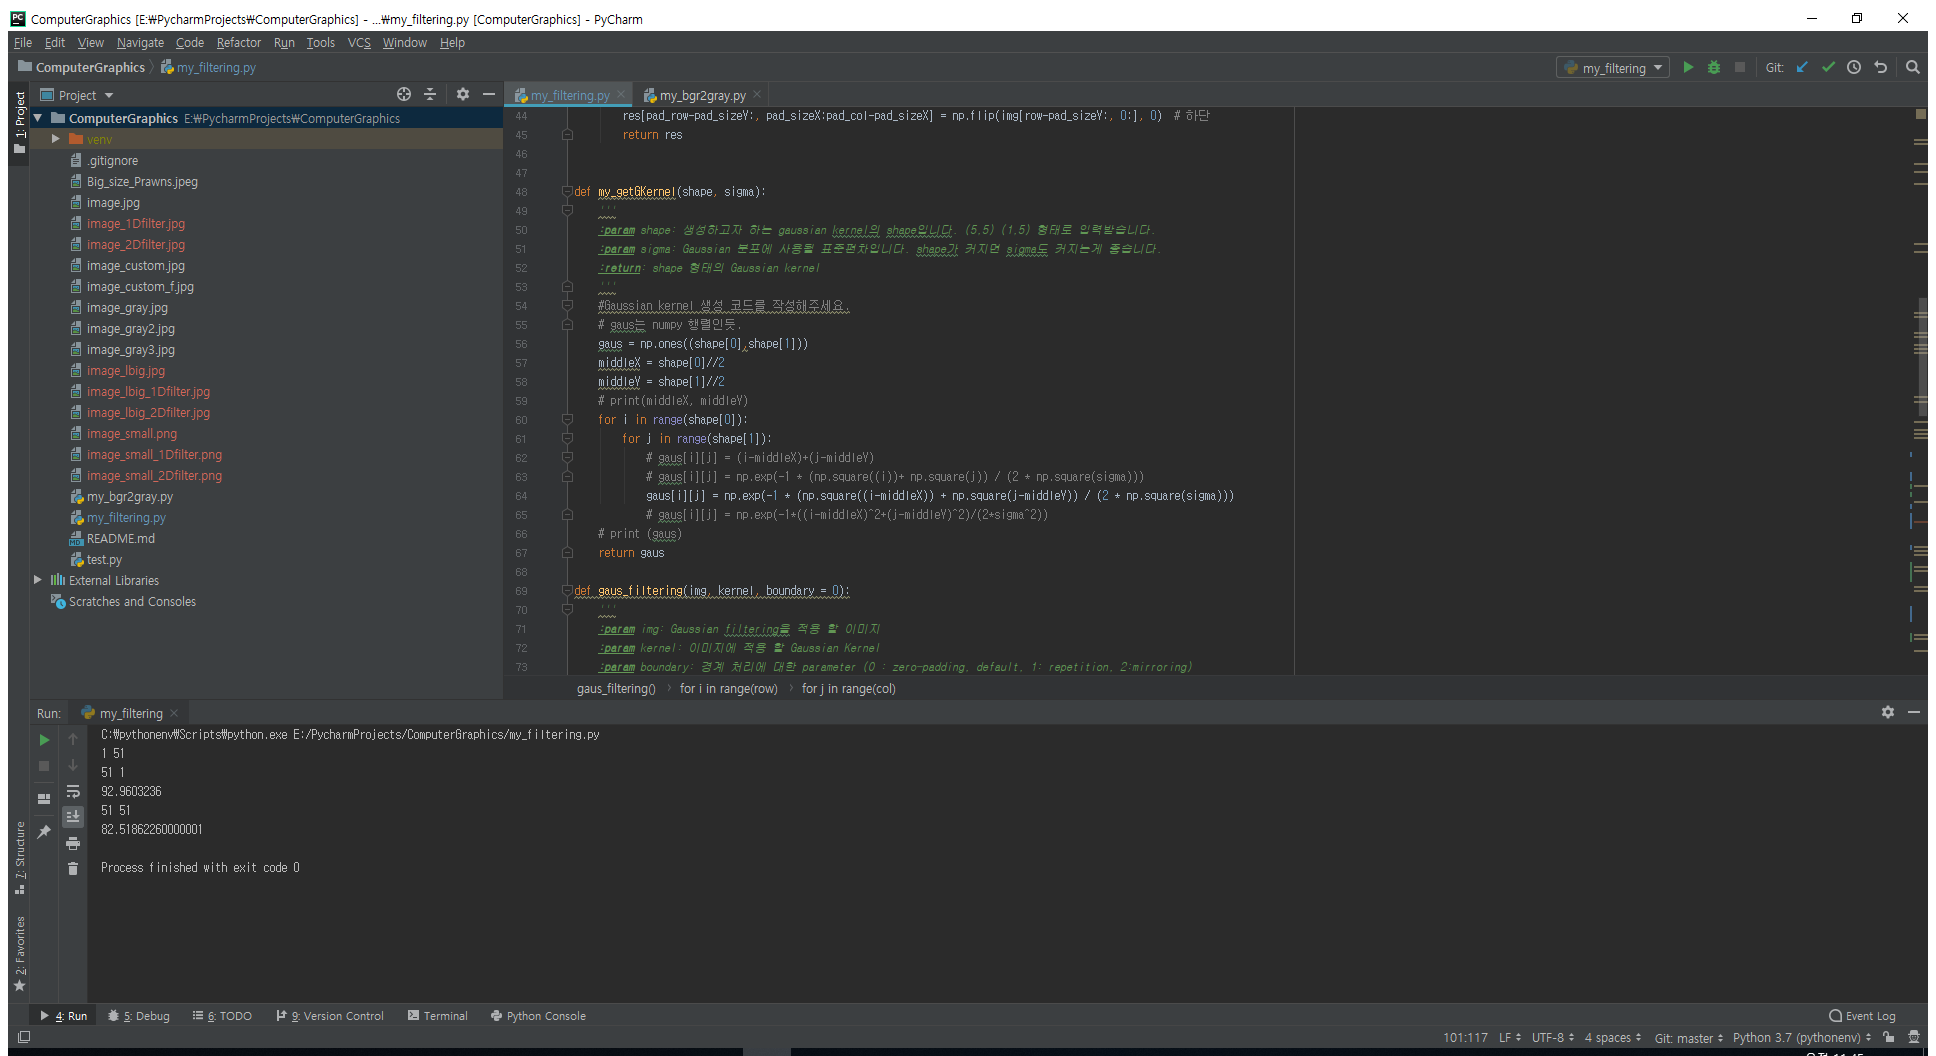 ComputerGraphics [E:₩PycharmProjects₩ComputerGraphics] - ...₩my_filtering.py [ComputerGraphics] - PyCharm
File Edit View Navigate Code Refactor Run Tools VCS Window Help
ComputerGraphics my_filtering.py
my_filtering Git:
1: Project
Project
ComputerGraphics E:₩PycharmProjects₩ComputerGraphics
venv
.gitignore
Big_size_Prawns.jpeg
image.jpg
image_1Dfilter.jpg
image_2Dfilter.jpg
image_custom.jpg
image_custom_f.jpg
image_gray.jpg
image_gray2.jpg
image_gray3.jpg
image_lbig.jpg
image_lbig_1Dfilter.jpg
image_lbig_2Dfilter.jpg
image_small.png
image_small_1Dfilter.png
image_small_2Dfilter.png
my_bgr2gray.py
my_filtering.py
README.md
test.py
External Libraries
Scratches and Consoles
my_filtering.py my_bgr2gray.py
44 res[pad_row-pad_sizeY:, pad_sizeX:pad_col-pad_sizeX] = np.flip(img[row-pad_sizeY:, 0:], 0) # 하단
45 return res
46
47
48 def my_getGKernel(shape, sigma):
49 '''
50 :param shape: 생성하고자 하는 gaussian kernel의 shape입니다. (5,5) (1,5) 형태로 입력받습니다.
51 :param sigma: Gaussian 분포에 사용될 표준편차입니다. shape가 커지면 sigma도 커지는게 좋습니다.
52 :return: shape 형태의 Gaussian kernel
53 '''
54 #Gaussian kernel 생성 코드를 작성해주세요.
55 # gaus는 numpy 행렬인듯.
56 gaus = np.ones((shape[0],shape[1]))
57 middleX = shape[0]//2
58 middleY = shape[1]//2
59 # print(middleX, middleY)
60 for i in range(shape[0]):
61 for j in range(shape[1]):
62 # gaus[i][j] = (i-middleX)+(j-middleY)
63 # gaus[i][j] = np.exp(-1 * (np.square((i))+ np.square(j)) / (2 * np.square(sigma)))
64 gaus[i][j] = np.exp(-1 * (np.square((i-middleX)) + np.square(j-middleY)) / (2 * np.square(sigma)))
65 # gaus[i][j] = np.exp(-1*((i-middleX)^2+(j-middleY)^2)/(2*sigma^2))
66 # print (gaus)
67 return gaus
68
69 def gaus_filtering(img, kernel, boundary = 0):
70 '''
71 :param img: Gaussian filtering을 적용 할 이미지
72 :param kernel: 이미지에 적용 할 Gaussian Kernel
73 :param boundary: 경계 처리에 대한 parameter (0 : zero-padding, default, 1: repetition, 2:mirroring)
gaus_filtering() for i in range(row) for j in range(col)
Run: my_filtering
C:₩pythonenv₩Scripts₩python.exe E:/PycharmProjects/ComputerGraphics/my_filtering.py
1 51
51 1
92.9603236
51 51
82.51862260000001
Process finished with exit code 0
7: Structure
2: Favorites
4: Run 5: Debug 6: TODO 9: Version Control Terminal Python Console Event Log
101:117 LF UTF-8 4 spaces Git: master Python 3.7 (pythonenv)